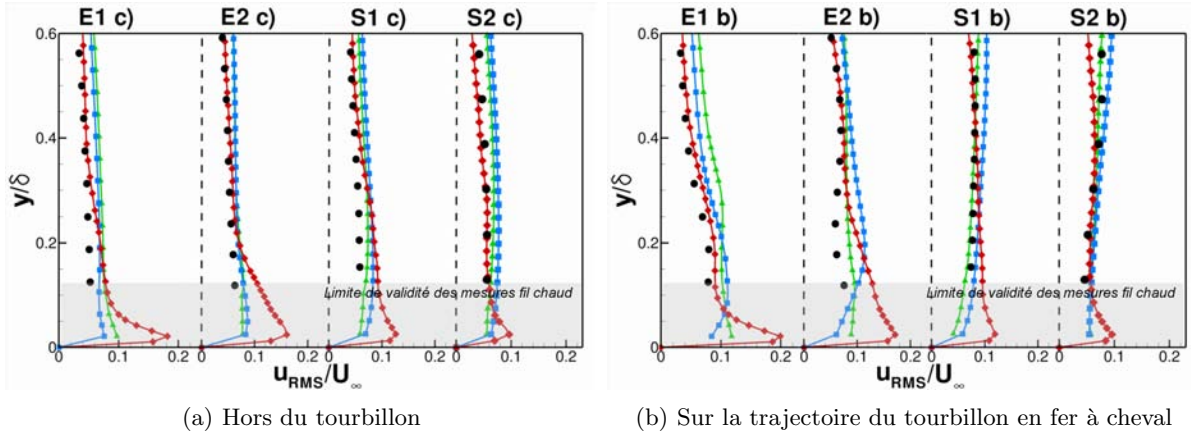 E1 c) E2 c) S1 c) S2 c)
0.6
0.4
0.2
0
y/δ
Limite de validité des mesures fil chaud
0 0.1 0.2 0 0.1 0.2 0 0.1 0.2 0 0.1 0.2
u_RMS/U_∞
(a) Hors du tourbillon
E1 b) E2 b) S1 b) S2 b)
0.6
0.4
0.2
0
y/δ
Limite de validité des mesures fil chaud
0 0.1 0.2 0 0.1 0.2 0 0.1 0.2 0 0.1 0.2
u_RMS/U_∞
(b) Sur la trajectoire du tourbillon en fer à cheval